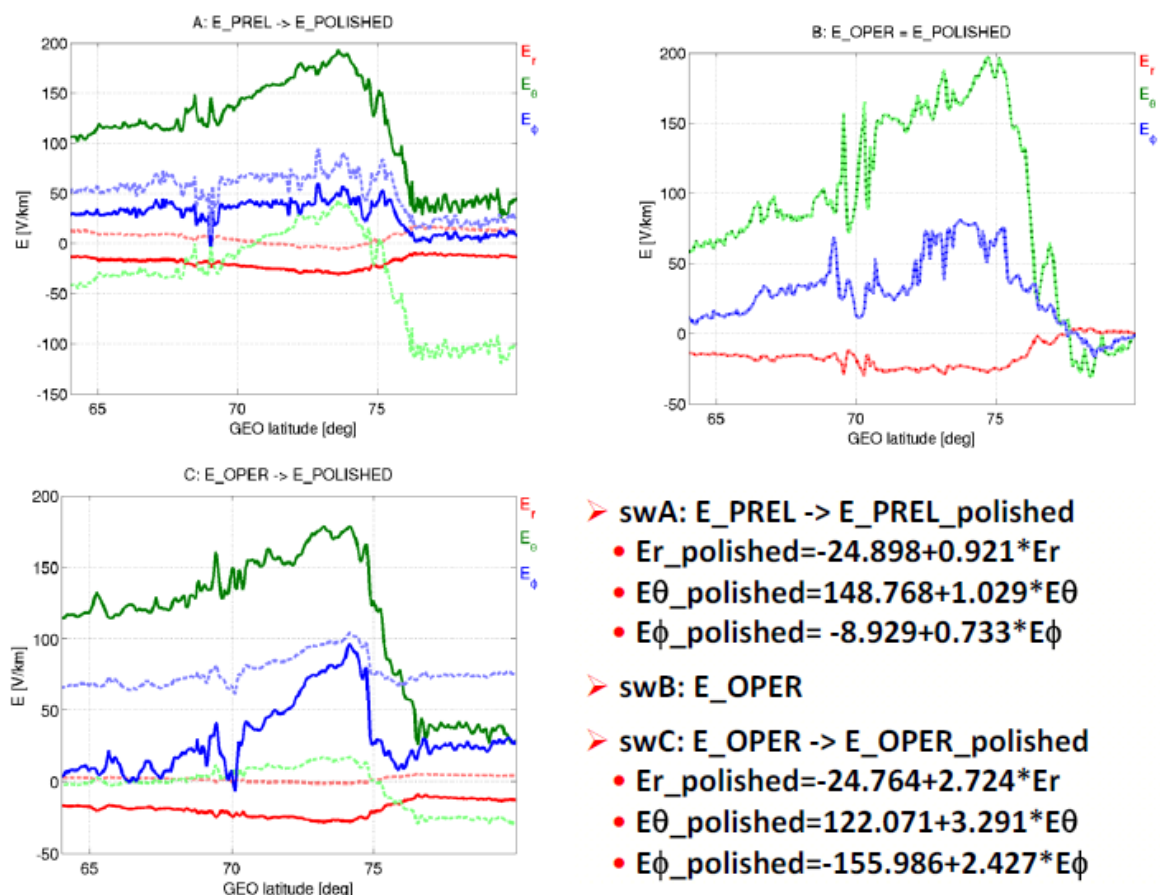 A: E_PREL -> E_POLISHED
200
150
100
50
0
-50
-100
-150
E [V/km]
65
70
75
GEO latitude [deg]
Er
Eθ
Eϕ
B: E_OPER = E_POLISHED
200
150
100
50
0
-50
E [V/km]
65
70
75
GEO latitude [deg]
Er
Eθ
Eϕ
C: E_OPER -> E_POLISHED
200
150
100
50
0
-50
E [V/km]
65
70
75
GEO latitude [deg]
Er
Eθ
Eϕ
➢ swA: E_PREL -> E_PREL_polished
• Er_polished=-24.898+0.921*Er
• Eθ_polished=148.768+1.029*Eθ
• Eϕ_polished= -8.929+0.733*Eϕ
➢ swB: E_OPER
➢ swC: E_OPER -> E_OPER_polished
• Er_polished=-24.764+2.724*Er
• Eθ_polished=122.071+3.291*Eθ
• Eϕ_polished=-155.986+2.427*Eϕ